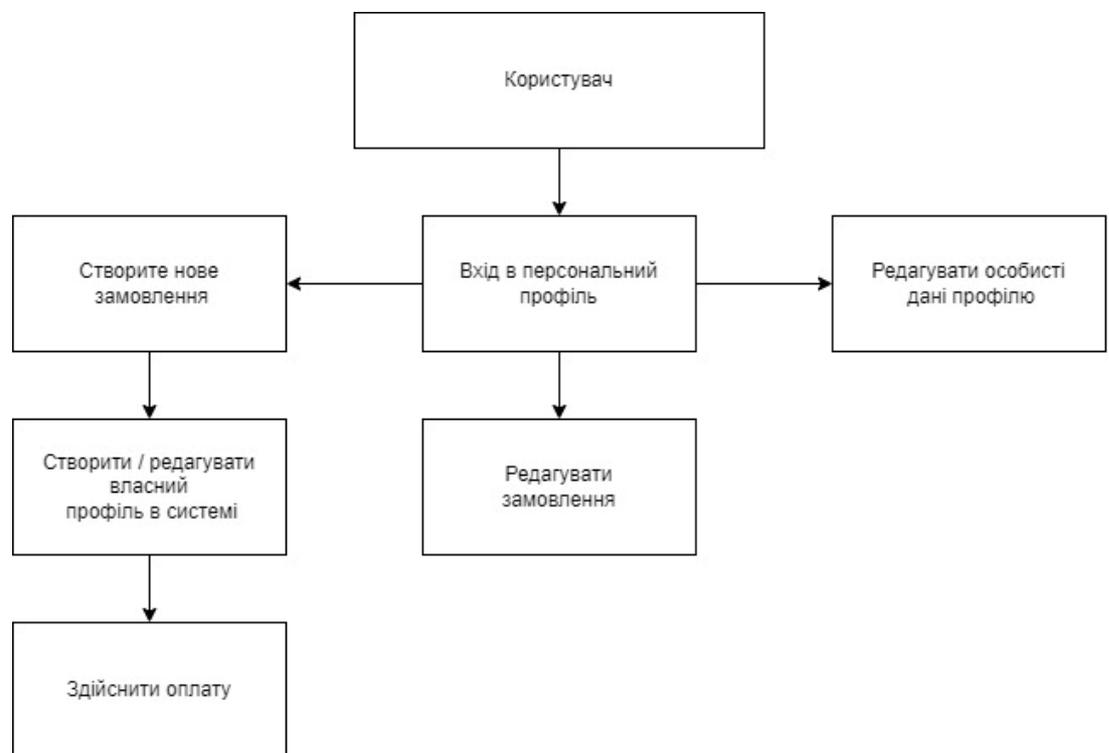 Користувач
Створите нове
замовлення
Вхід в персональний
профіль
Редагувати особисті
дані профілю
Створити / редагувати
власний
профіль в системі
Редагувати
замовлення
Здійснити оплату